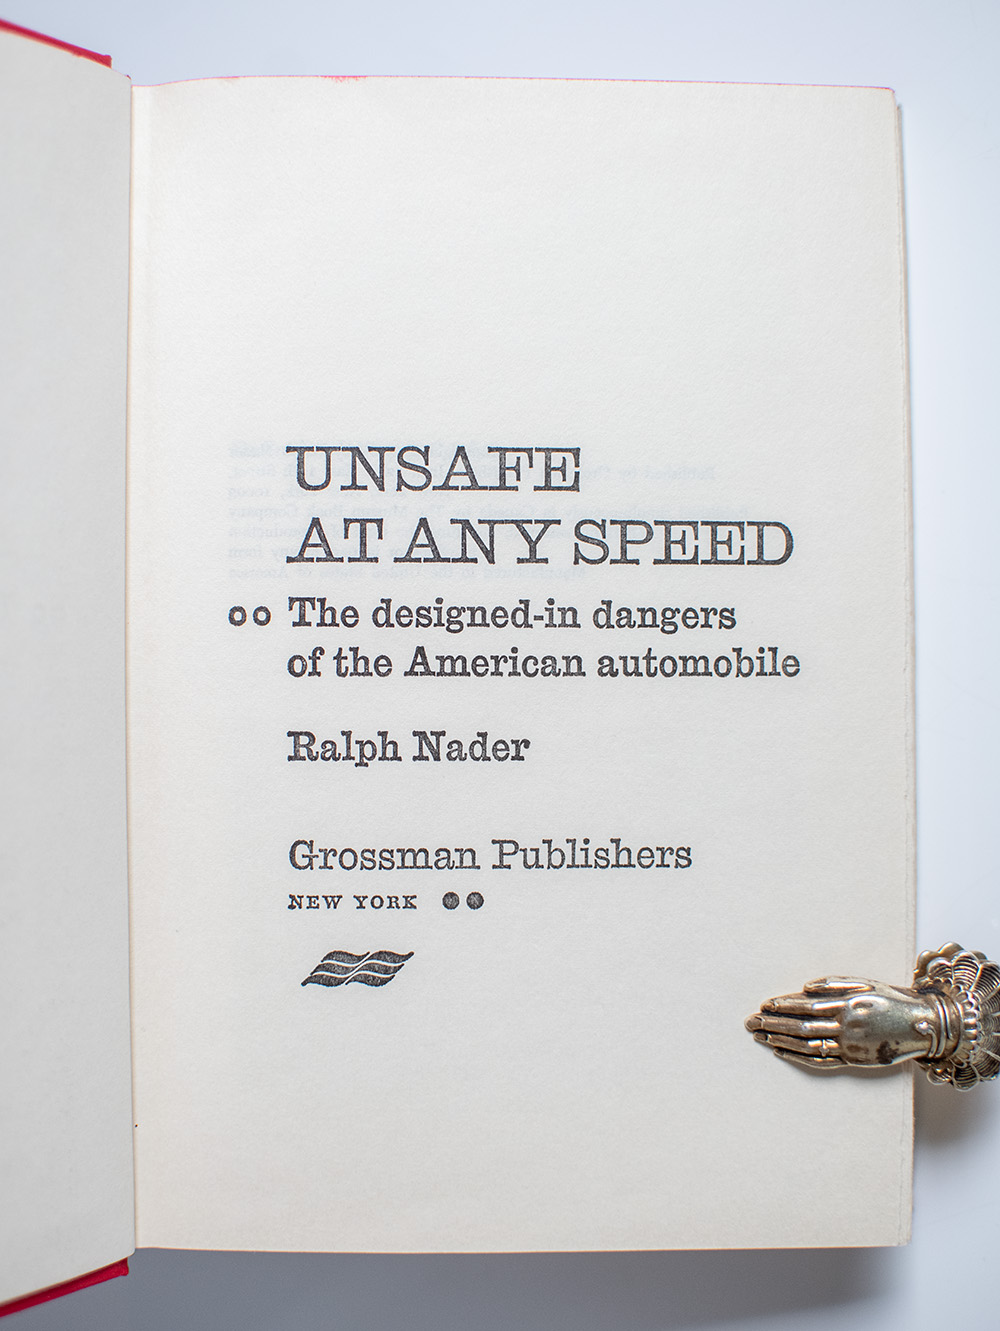 UNSAFE
AT ANY SPEED
The designed-in dangers
of the American automobile
Ralph Nader
Grossman Publishers
NEW YORK